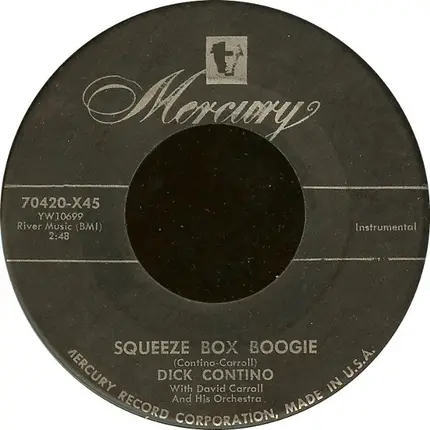 Mercury
70420-X45
YW10699
River Music (BMI)
2:48
Instrumental
SQUEEZE BOX BOOGIE
(Contino-Carroll)
DICK CONTINO
With David Carroll
And His Orchestra
MERCURY RECORD CORPORATION, MADE IN U.S.A.